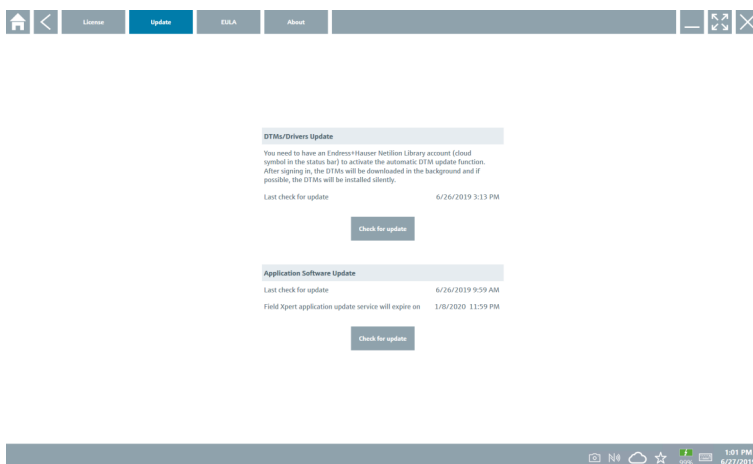 License Update EULA About
DTMs/Drivers Update
You need to have an Endress+Hauser Netilion Library account (cloud
symbol in the status bar) to activate the automatic DTM update function.
After signing in, the DTMs will be downloaded in the background and if
possible, the DTMs will be installed silently.
Last check for update 6/26/2019 3:13 PM
Check for update
Application Software Update
Last check for update 6/26/2019 9:59 AM
Field Xpert application update service will expire on 1/8/2020 11:59 PM
Check for update
1:01 PM